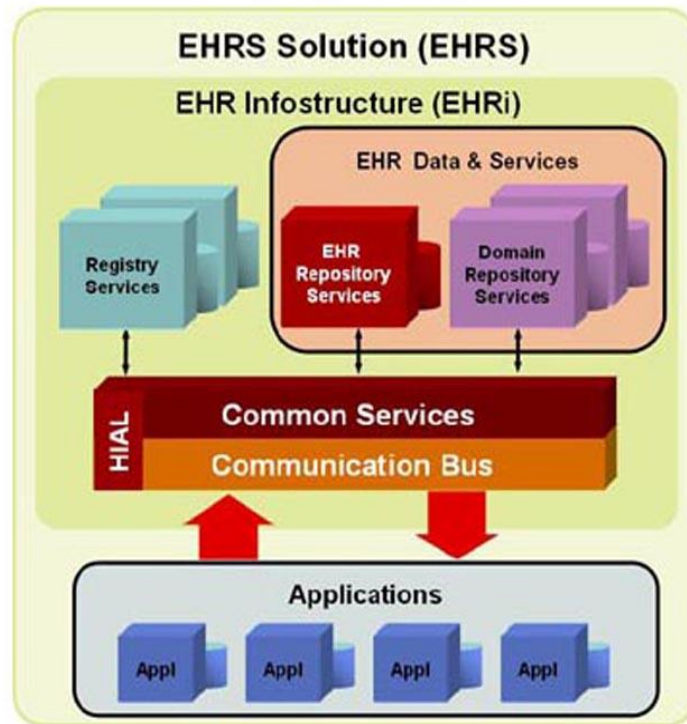 EHRS Solution (EHRS)
EHR Infostructure (EHRi)
EHR Data & Services
Registry
Services
EHR
Repository
Services
Domain
Repository
Services
HIAL
Common Services
Communication Bus
Applications
Appl
Appl
Appl
Appl